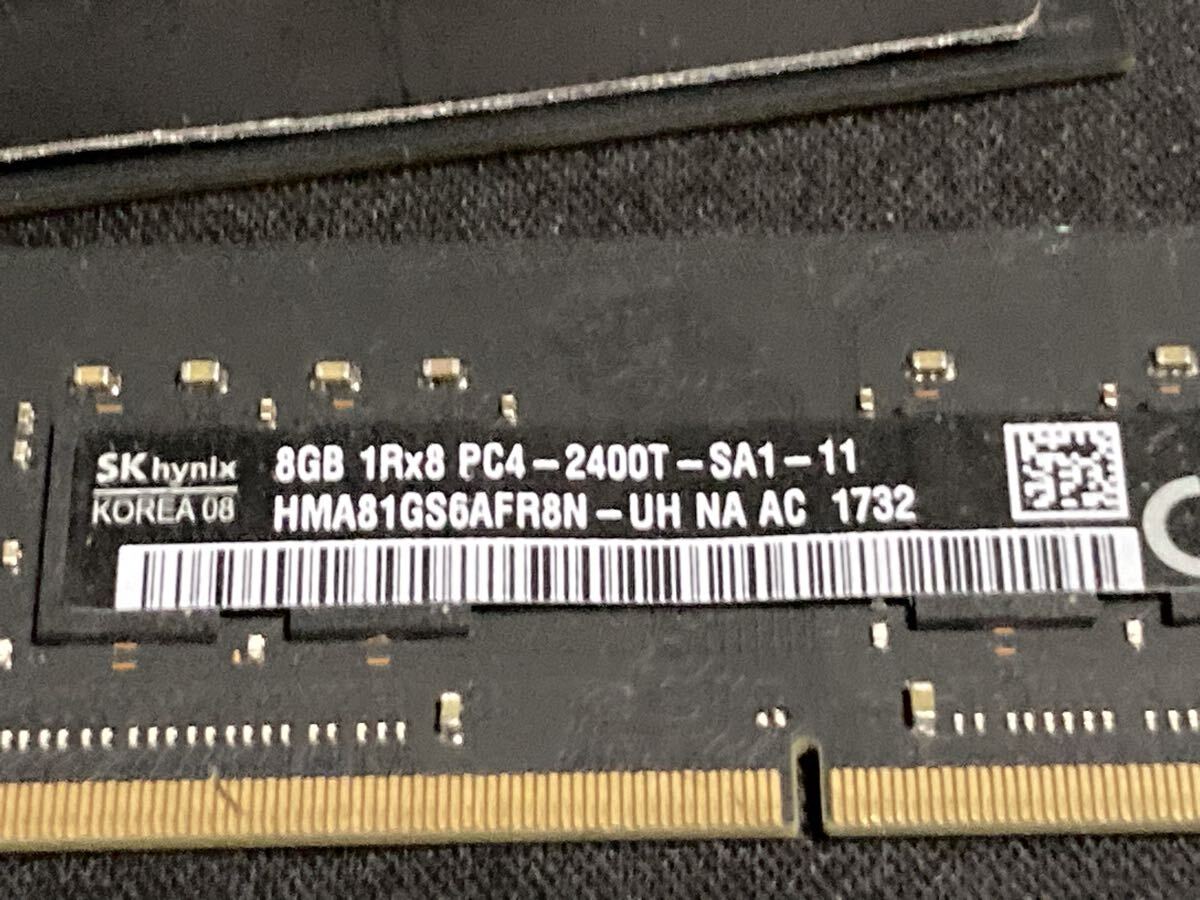 SK hynix
KOREA 08
8GB 1Rx8 PC4-2400T-SA1-11
HMA81GS6AFR8N-UH NA AC 1732